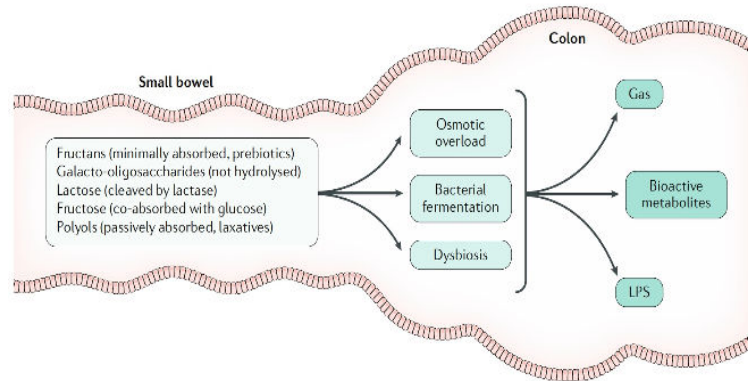 Colon
Small bowel
Fructans (minimally absorbed, prebiotics)
Galacto-oligosaccharides (not hydrolysed)
Lactose (cleaved by lactase)
Fructose (co-absorbed with glucose)
Polyols (passively absorbed, laxatives)
Osmotic
overload
Bacterial
fermentation
Dysbiosis
Gas
Bioactive
metabolites
LPS